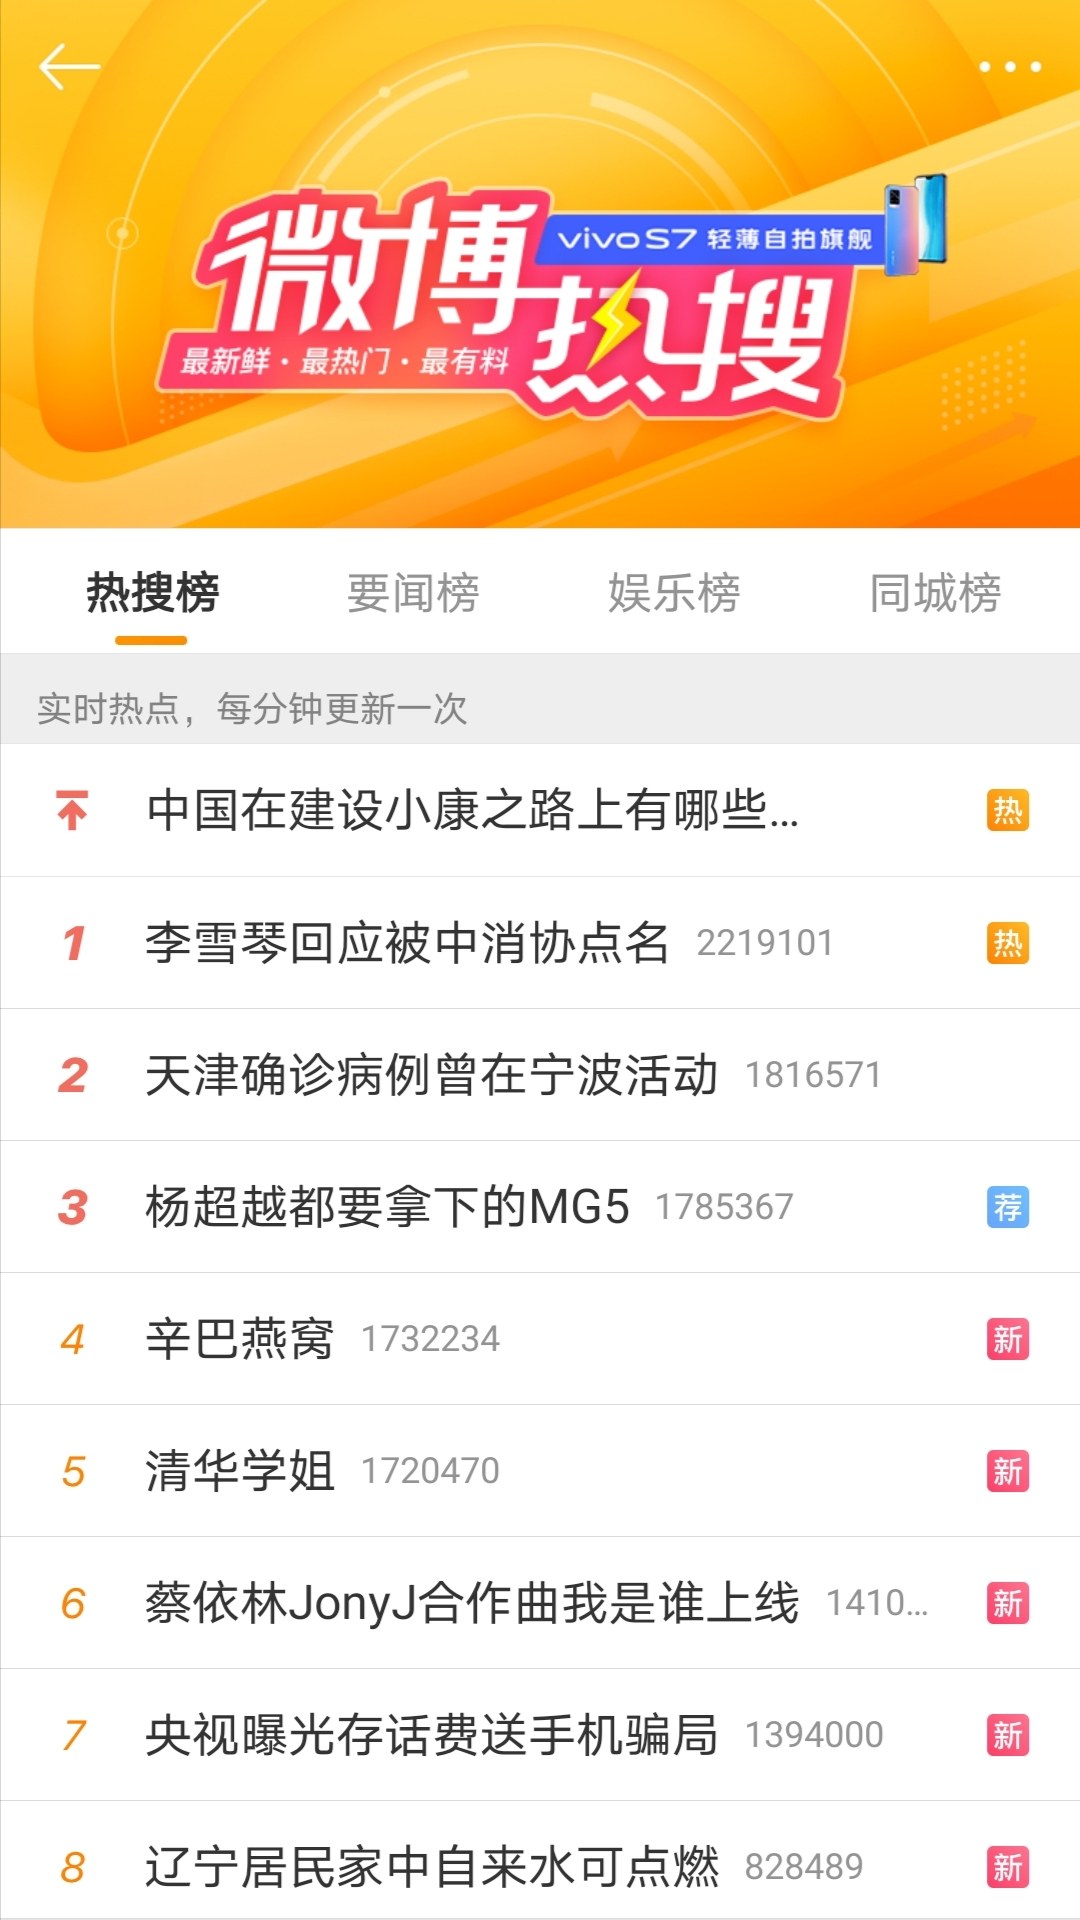 微博
vivo S7 轻薄自拍旗舰
热搜
最新鲜·最热门·最有料
热搜榜 要闻榜 娱乐榜 同城榜
实时热点，每分钟更新一次
中国在建设小康之路上有哪些... 热
1 李雪琴回应被中消协点名 2219101 热
2 天津确诊病例曾在宁波活动 1816571
3 杨超越都要拿下的MG5 1785367 荐
4 辛巴燕窝 1732234 新
5 清华学姐 1720470 新
6 蔡依林JonyJ合作曲我是谁上线 1410... 新
7 央视曝光存话费送手机骗局 1394000 新
8 辽宁居民家中自来水可点燃 828489 新